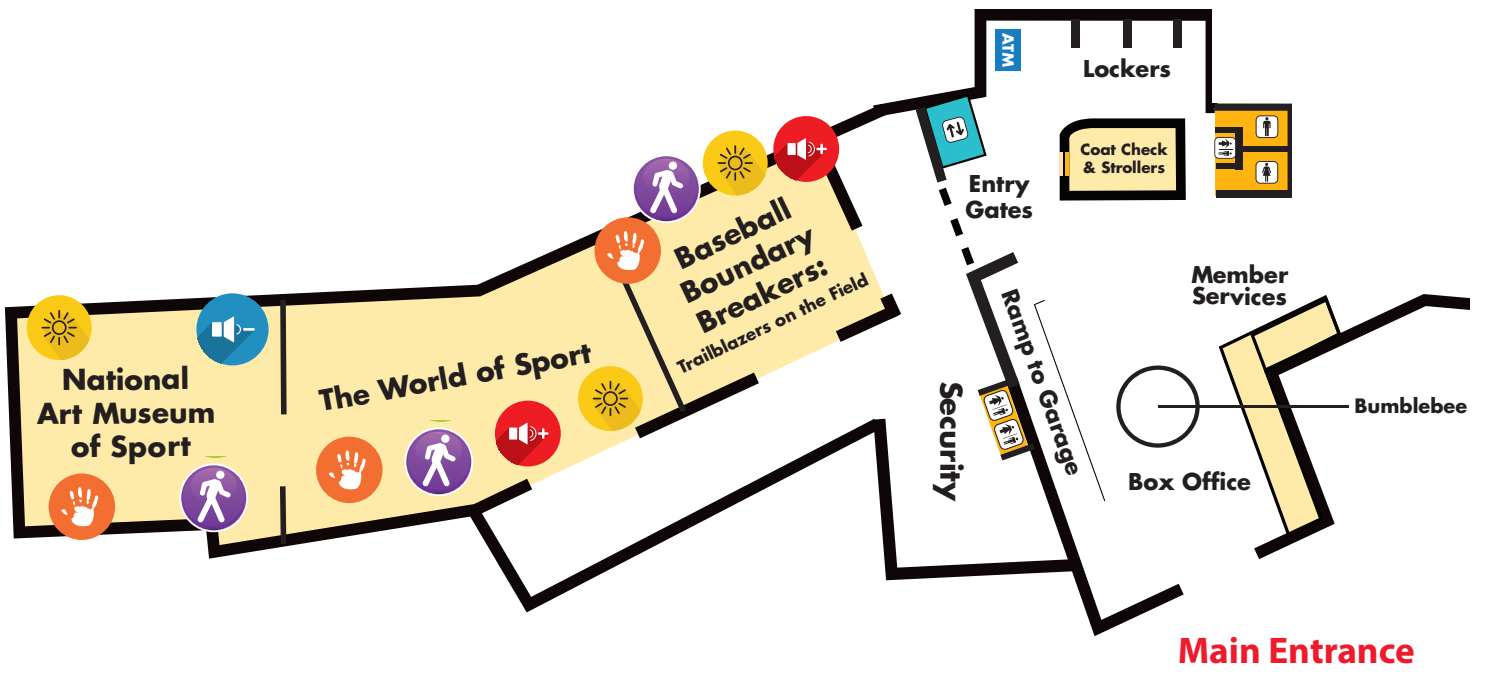 ATM
Lockers
Coat Check
& Strollers
Entry
Gates
Member
Services
Baseball
Boundary
Breakers:
Trailblazers on the Field
The World of Sport
National
Art Museum
of Sport
Security
Ramp to Garage
Bumblebee
Box Office
Main Entrance